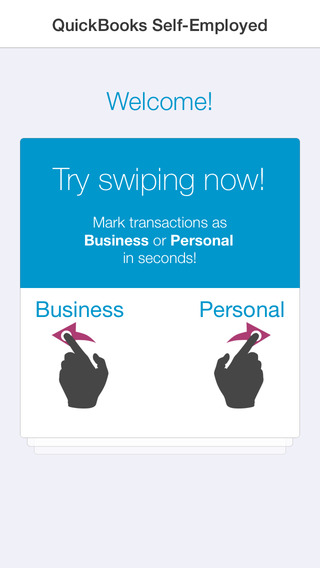 QuickBooks Self-Employed
Welcome!
Try swiping now!
Mark transactions as
Business or Personal
in seconds!
Business Personal